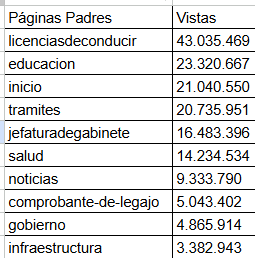 Páginas Padres Vistas
licenciasdeconducir 43.035.469
educacion 23.320.667
inicio 21.040.550
tramites 20.735.951
jefaturadegabinete 16.483.396
salud 14.234.534
noticias 9.333.790
comprobante-de-legajo 5.043.402
gobierno 4.865.914
infraestructura 3.382.943